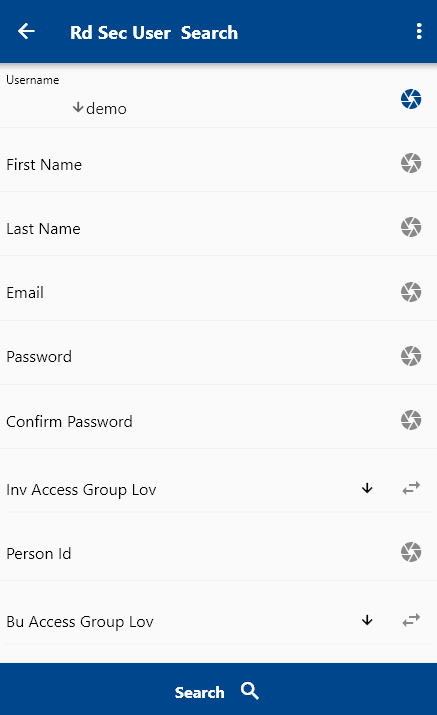 Rd Sec User  Search
Username
demo
First Name
Last Name
Email
Password
Confirm Password
Inv Access Group Lov
Person Id
Bu Access Group Lov
Search